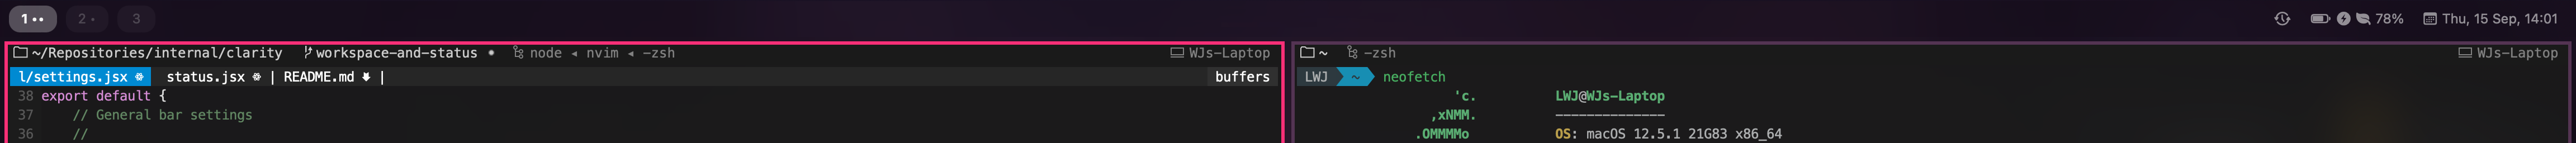 1 •• 2 • 3 78% Thu, 15 Sep, 14:01
~/Repositories/internal/clarity workspace-and-status • node ◂ nvim ◂ -zsh WJs-Laptop
l/settings.jsx status.jsx | README.md | buffers
38 export default {
37 // General bar settings
36 //
~ -zsh WJs-Laptop
LWJ ~ neofetch
'c. LWJ@WJs-Laptop
,xNMM. --------------
.OMMMMo OS: macOS 12.5.1 21G83 x86_64